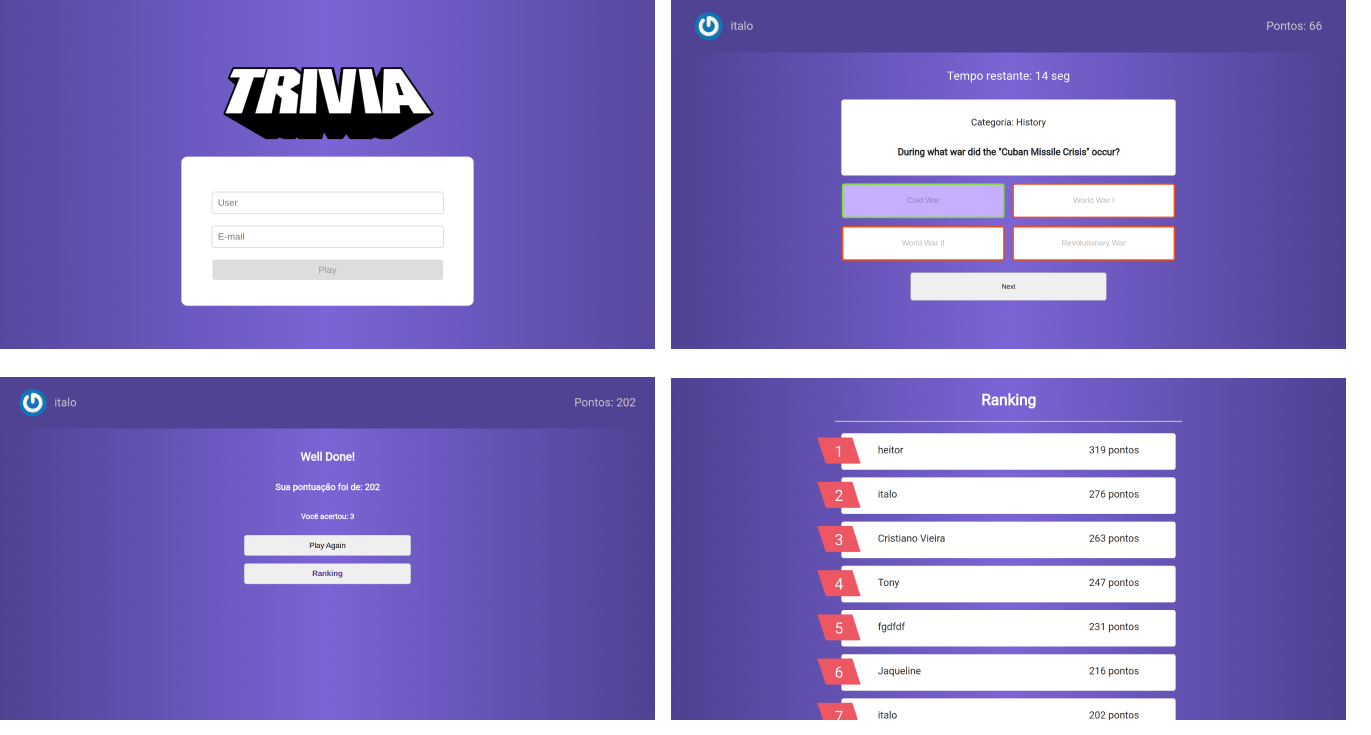 TRIVIA
User
E-mail
Play
italo Pontos: 66
Tempo restante: 14 seg
Categoria: History
During what war did the "Cuban Missile Crisis" occur?
Cold War World War I
World War II Revolutionary War
Next
italo Pontos: 202
Well Done!
Sua pontuação foi de: 202
Você acertou: 3
Play Again
Ranking
Ranking
1 heitor 319 pontos
2 italo 276 pontos
3 Cristiano Vieira 263 pontos
4 Tony 247 pontos
5 fgdfdf 231 pontos
6 Jaqueline 216 pontos
7 italo 202 pontos